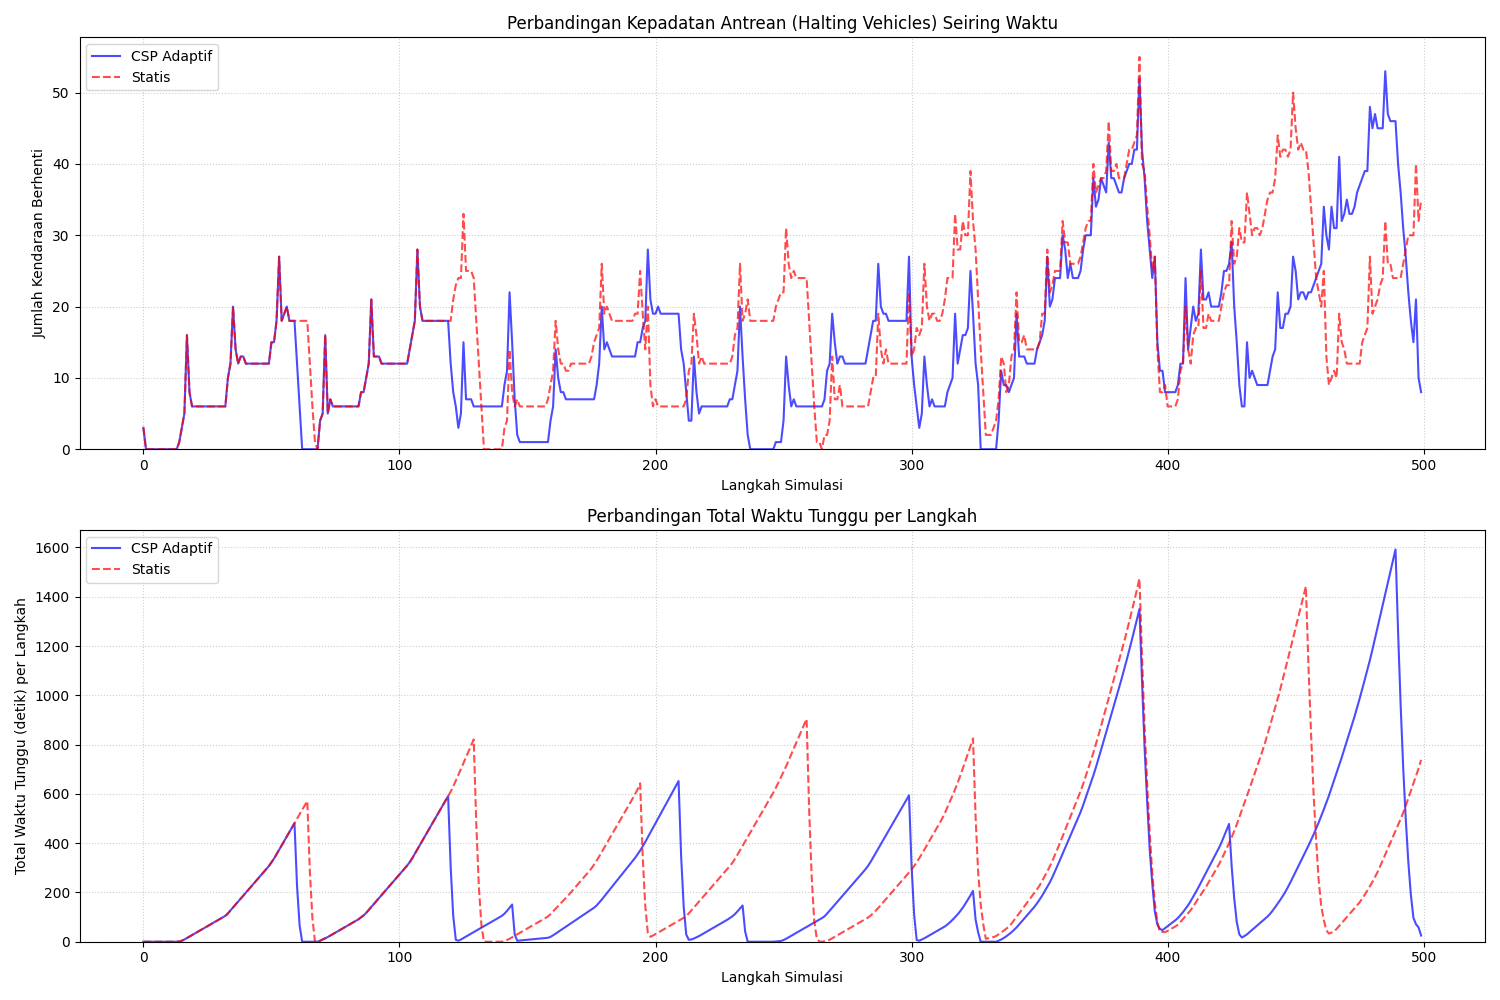 Perbandingan Kepadatan Antrean (Halting Vehicles) Seiring Waktu
CSP Adaptif
Statis
Jumlah Kendaraan Berhenti
50
40
30
20
10
0
0 100 200 300 400 500
Langkah Simulasi
Perbandingan Total Waktu Tunggu per Langkah
CSP Adaptif
Statis
Total Waktu Tunggu (detik) per Langkah
1600
1400
1200
1000
800
600
400
200
0
0 100 200 300 400 500
Langkah Simulasi